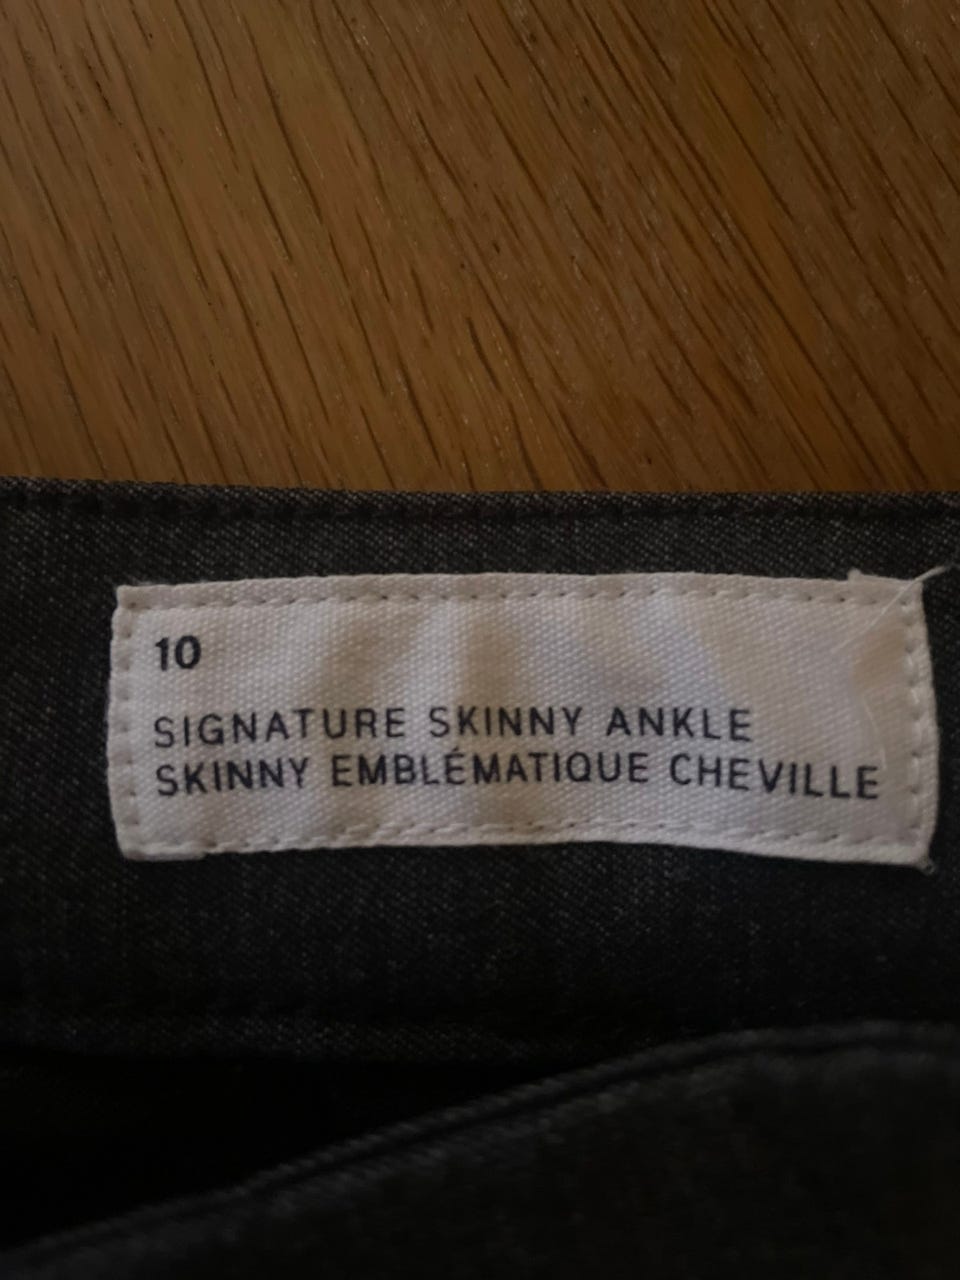 10
SIGNATURE SKINNY ANKLE
SKINNY EMBLÉMATIQUE CHEVILLE